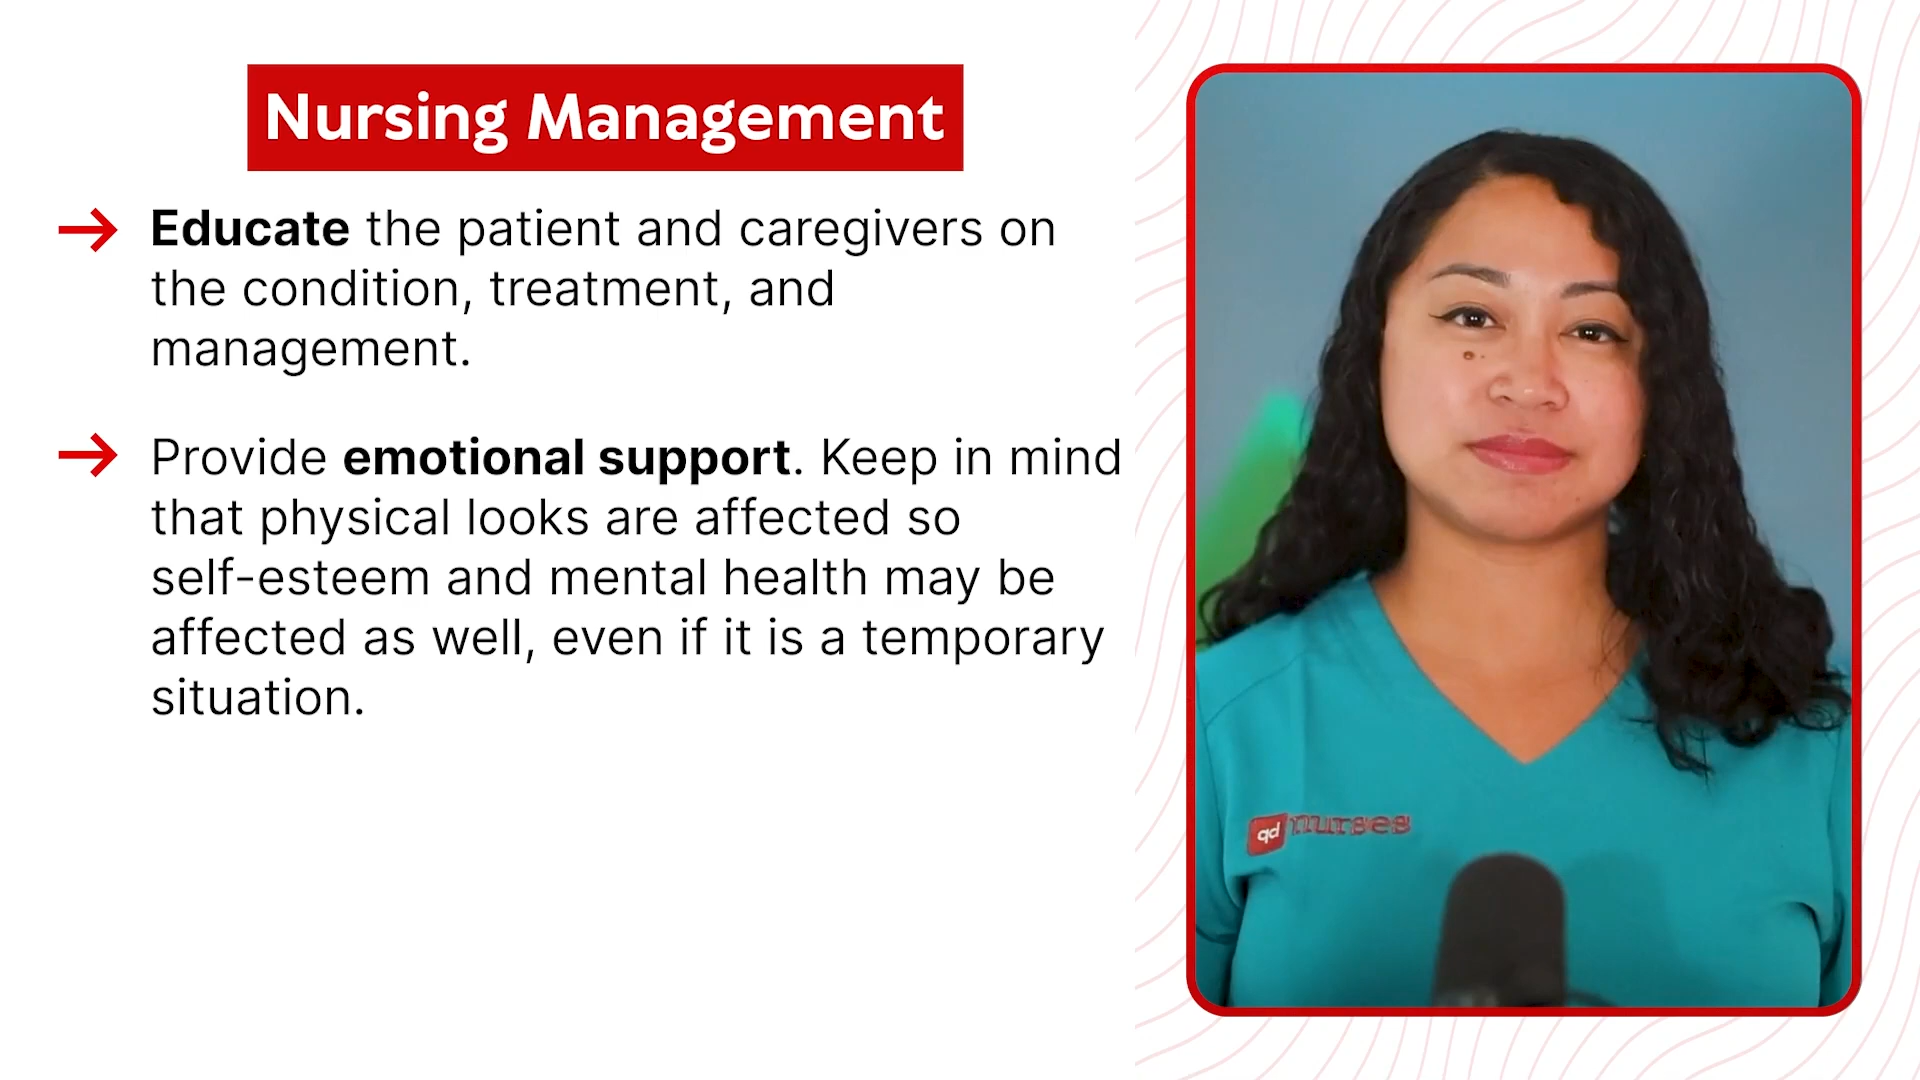 Nursing Management
Educate the patient and caregivers on
the condition, treatment, and
management.
Provide emotional support. Keep in mind
that physical looks are affected so
self-esteem and mental health may be
affected as well, even if it is a temporary
situation.
qd nurses